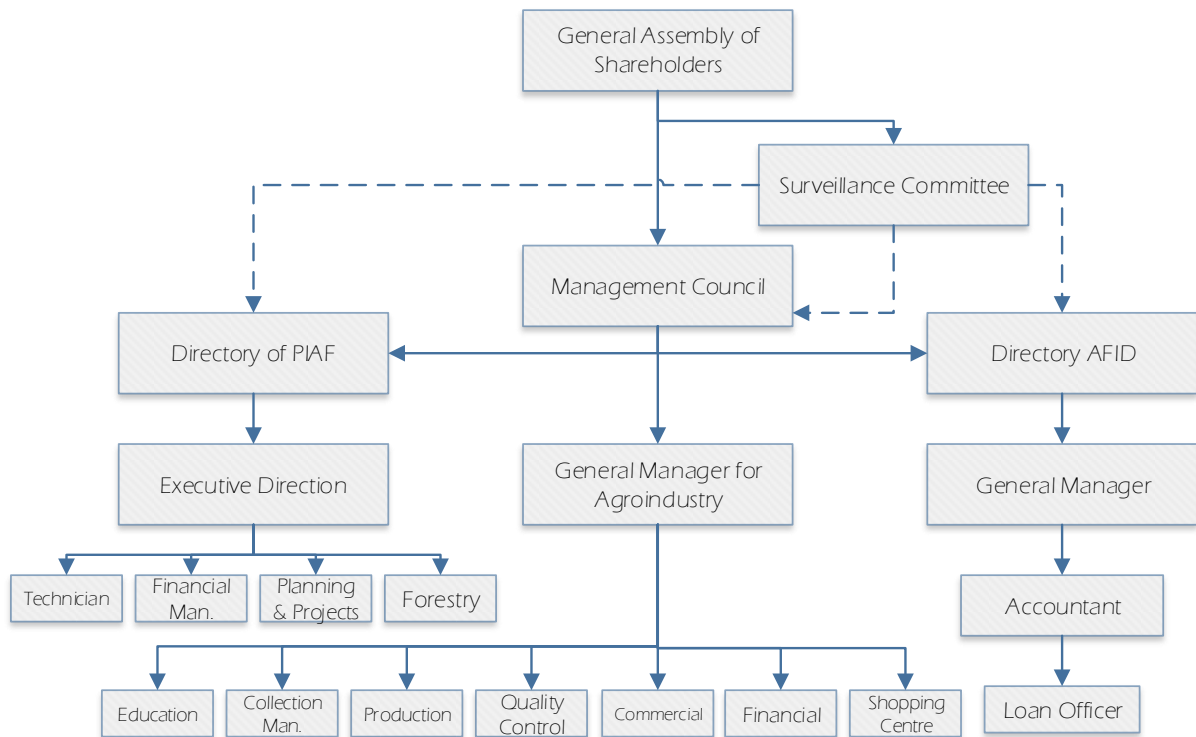 General Assembly of
Shareholders
Surveillance Committee
Management Council
Directory of PIAF
Directory AFID
Executive Direction
General Manager for
Agroindustry
General Manager
Technician
Financial
Man.
Planning
& Projects
Forestry
Accountant
Education
Collection
Man.
Production
Quality
Control
Commercial
Financial
Shopping
Centre
Loan Officer